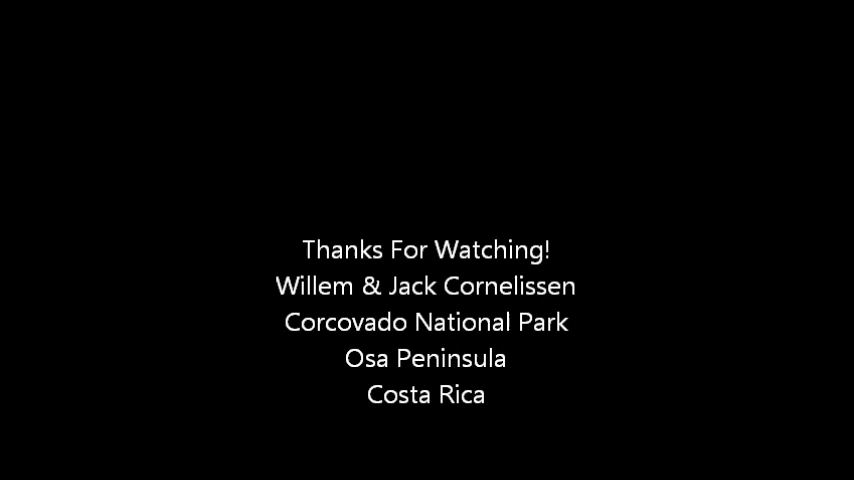 Thanks For Watching!
Willem & Jack Cornelissen
Corcovado National Park
Osa Peninsula
Costa Rica